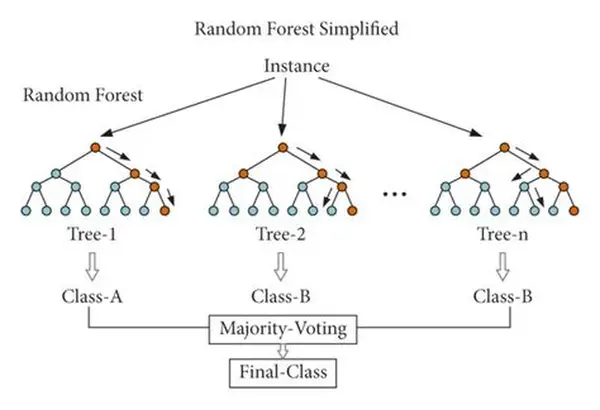 Random Forest Simplified
Instance
Random Forest
...
Tree-1
Tree-2
Tree-n
Class-A
Class-B
Class-B
Majority-Voting
Final-Class